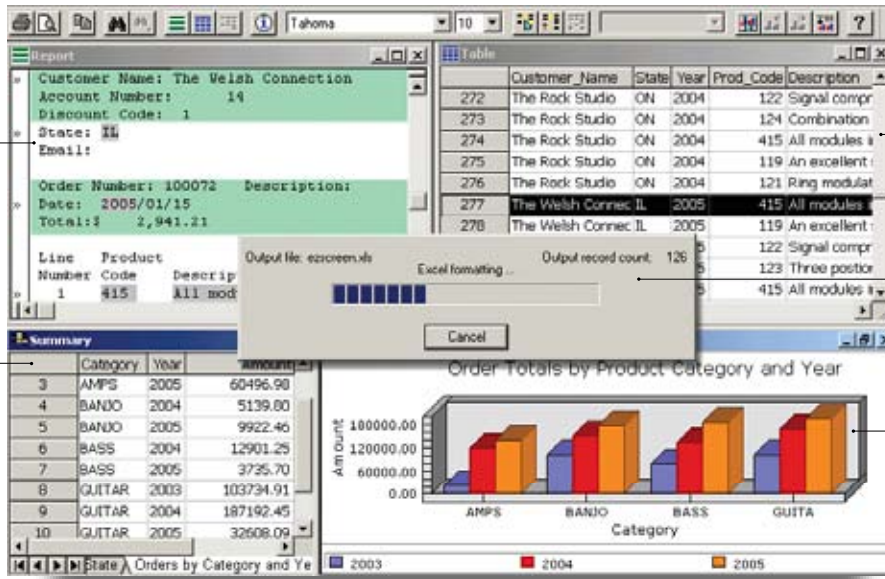 Tahoma 10 ?
Report
Customer Name: The Welsh Connection
Account Number: 14
Discount Code: 1
State: IL
Email:
Order Number: 100072 Description:
Date: 2005/01/15
Total:$ 2,941.21
Line Product
Number Code Descrip
1 415 All mod
Table
Customer_Name State Year Prod_Code Description
272 The Rock Studio ON 2004 122 Signal compr
273 The Rock Studio ON 2004 124 Combination
274 The Rock Studio ON 2004 415 All modules i
275 The Rock Studio ON 2004 119 An excellent s
276 The Rock Studio ON 2004 121 Ring modulat
277 The Welsh Connec IL 2005 415 All modules
278 The Welsh Connec IL 2005 119 An excellent
5 122 Signal compr
5 123 Three postion
5 415 All modules
Output file: ezscreen.xls Output record count: 126
Excel formatting ...
Cancel
Summary
Category Year Amount
3 AMPS 2005 60496.98
4 BANJO 2004 5139.80
5 BANJO 2005 9922.46
6 BASS 2004 12901.25
7 BASS 2005 3735.70
8 GUITAR 2003 103734.91
9 GUITAR 2004 187192.45
10 GUITAR 2005 32608.09
State Orders by Category and Ye
Order Totals by Product Category and Year
Amount
180000.00
120000.00
60000.00
0.00
AMPS BANJO BASS GUITA
Category
2003 2004 2005